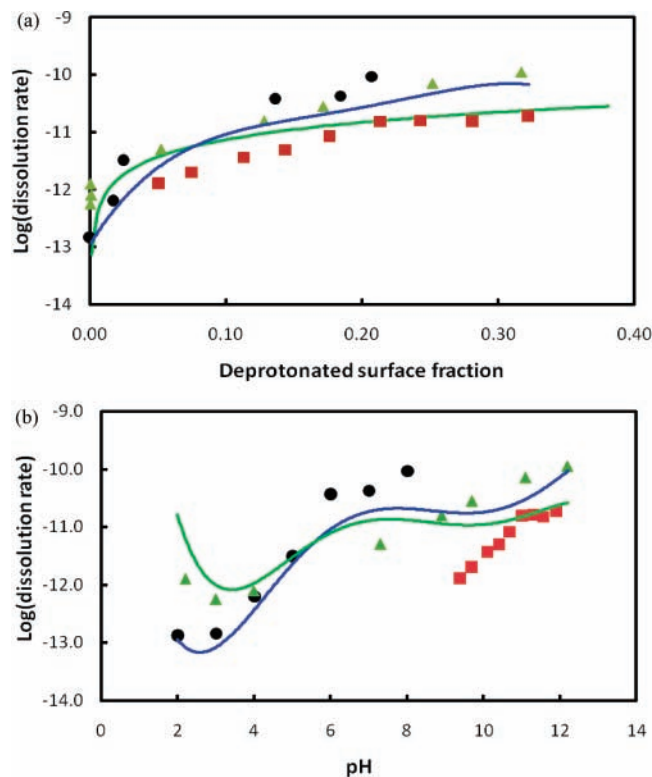 (a)
-9
-10
-11
-12
-13
-14
Log(dissolution rate)
0.00 0.10 0.20 0.30 0.40
Deprotonated surface fraction
(b)
-9.0
-10.0
-11.0
-12.0
-13.0
-14.0
Log(dissolution rate)
0 2 4 6 8 10 12 14
pH